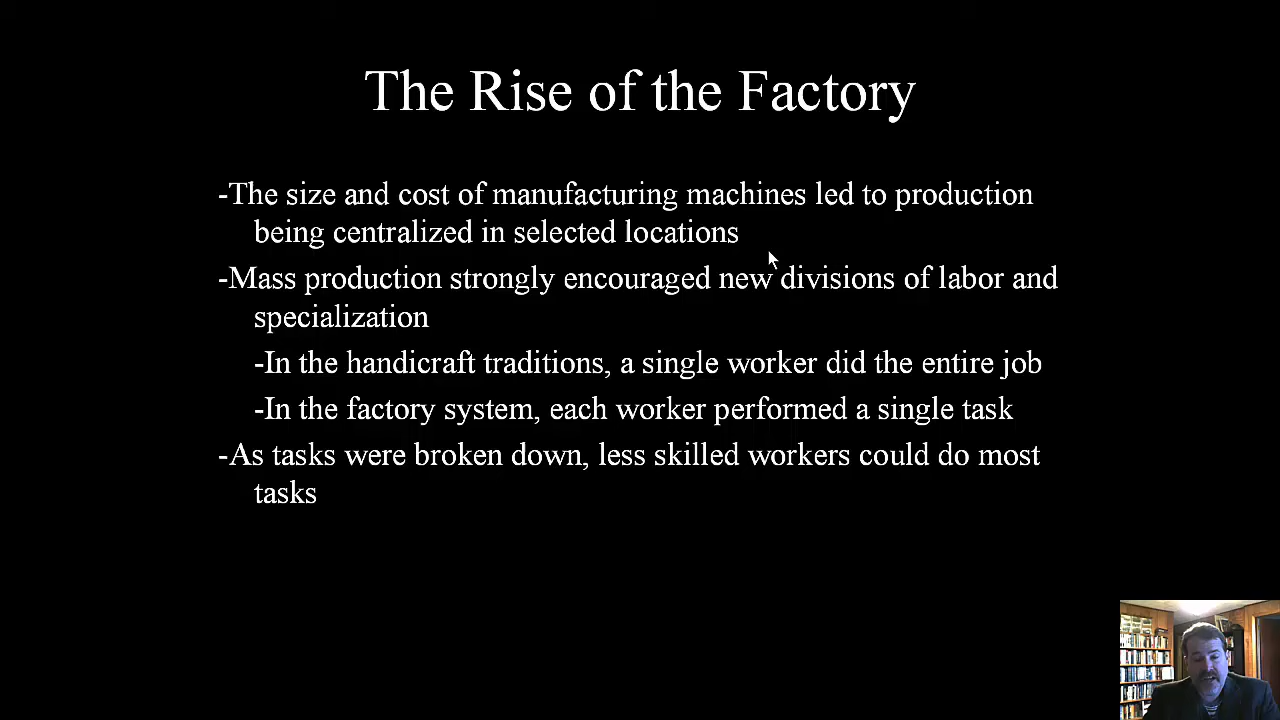 The Rise of the Factory
-The size and cost of manufacturing machines led to production
being centralized in selected locations
-Mass production strongly encouraged new divisions of labor and
specialization
-In the handicraft traditions, a single worker did the entire job
-In the factory system, each worker performed a single task
-As tasks were broken down, less skilled workers could do most
tasks